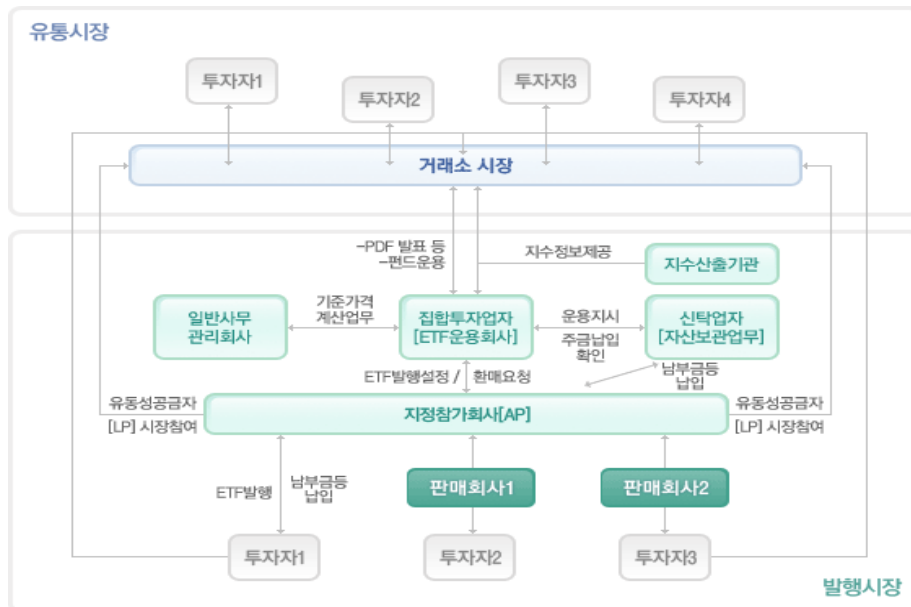 유통시장
투자자1
투자자2
투자자3
투자자4
거래소 시장
-PDF 발표 등
-펀드운용
지수정보제공
지수산출기관
일반사무
관리회사
기준가격
계산업무
집합투자업자
[ETF운용회사]
운용지시
주금납입
확인
신탁업자
[자산보관업무]
ETF발행설정 / 환매요청
남부금등
납입
유동성공급자
[LP] 시장참여
지정참가회사[AP]
유동성공급자
[LP] 시장참여
ETF발행
남부금등
납입
판매회사1
판매회사2
투자자1
투자자2
투자자3
발행시장